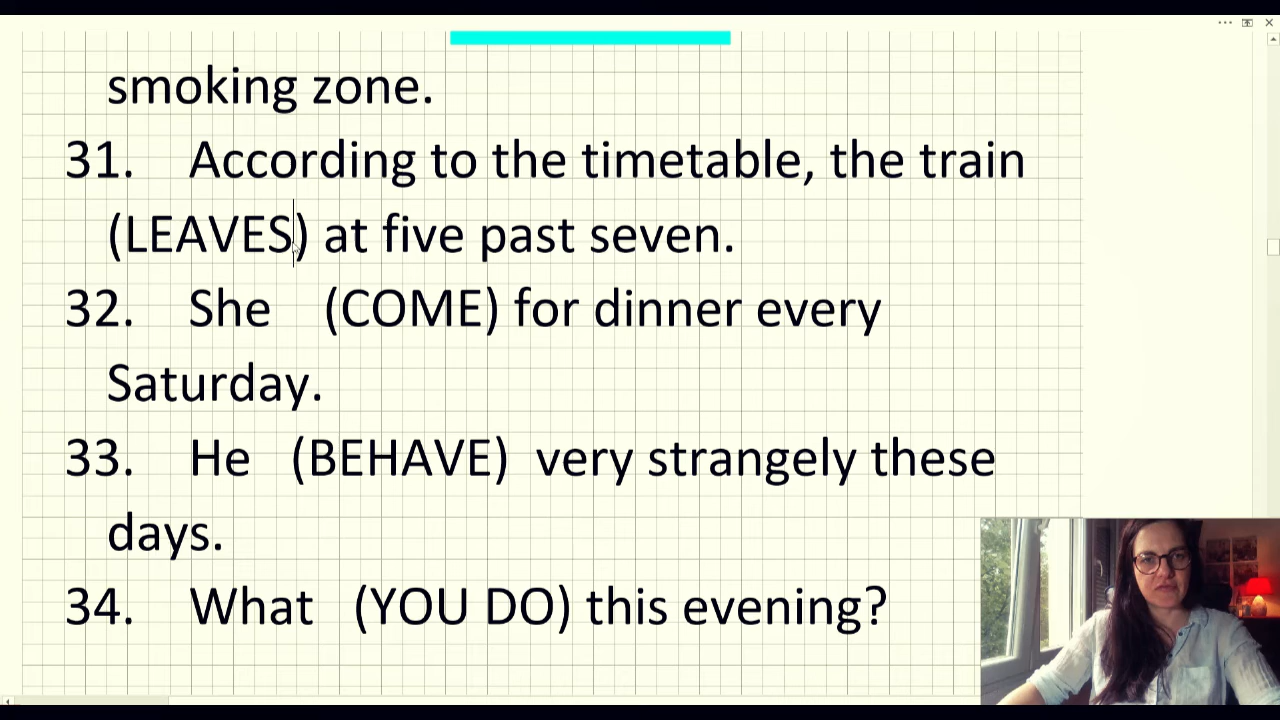 smoking zone.
31. According to the timetable, the train
(LEAVES) at five past seven.
32. She (COME) for dinner every
Saturday.
33. He (BEHAVE) very strangely these
days.
34. What (YOU DO) this evening?